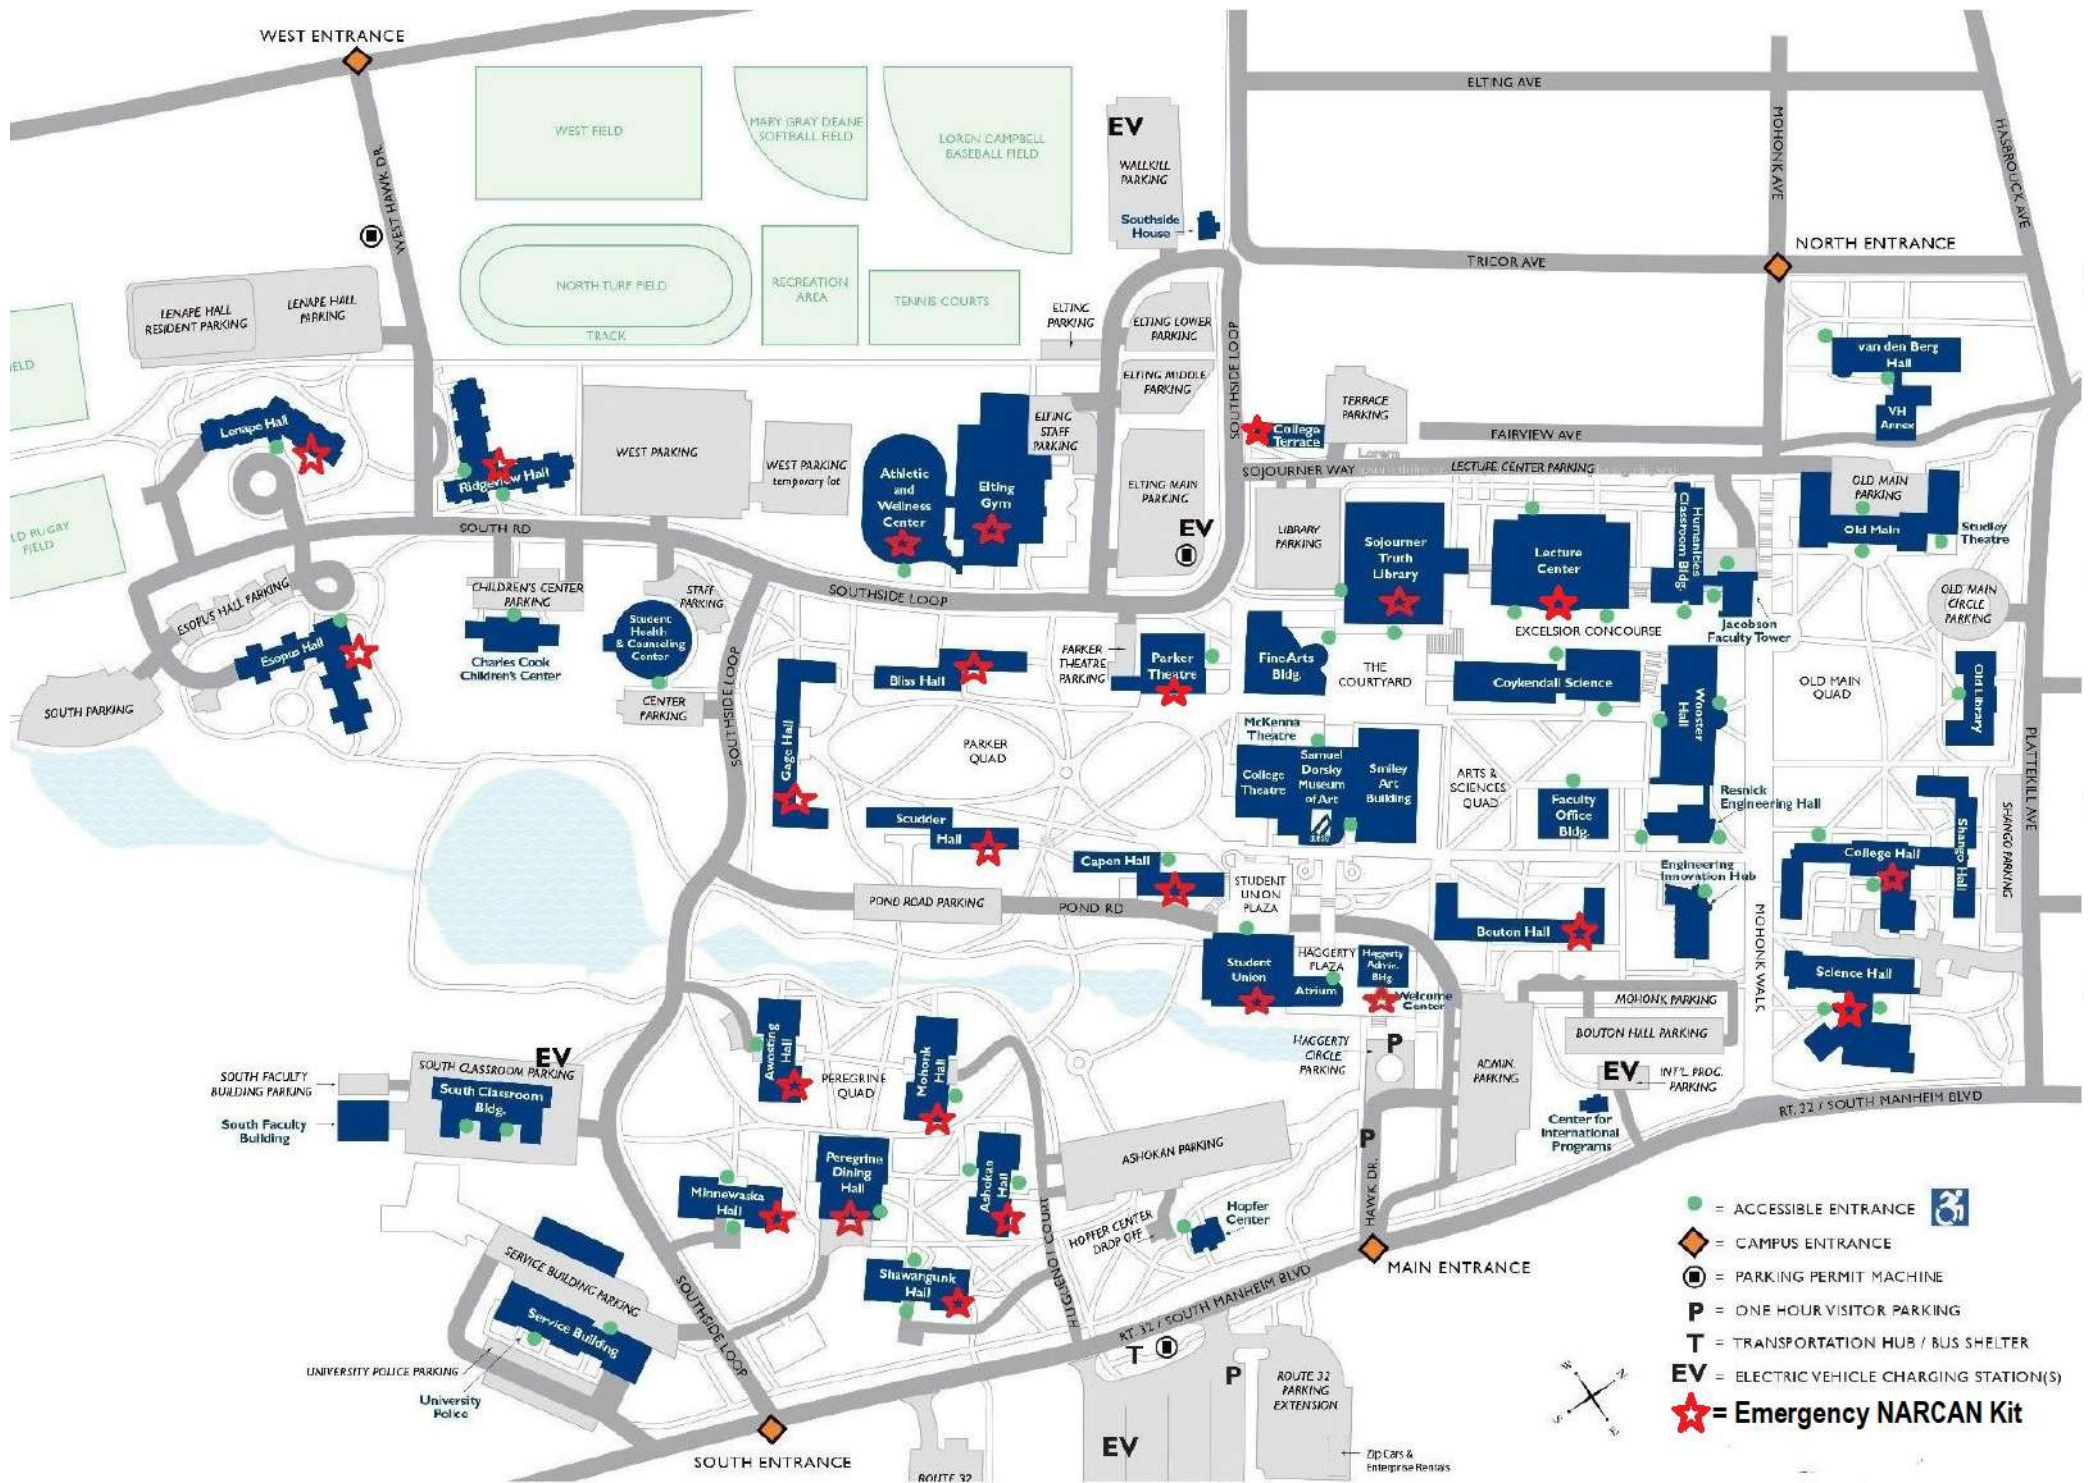 WEST ENTRANCE
ELTING AVE
MOHONK AVE
HASBROUCK AVE
WEST HAWK DR.
WEST FIELD
MARY GRAY DEANE
SOFTBALL FIELD
LOREN CAMPBELL
BASEBALL FIELD
EV
WALLKILL
PARKING
Southside
House
NORTH ENTRANCE
TRICOR AVE
LENAPE HALL
RESIDENT PARKING
LENAPE HALL
PARKING
NORTH TURF FIELD
TRACK
RECREATION
AREA
TENNIS COURTS
ELTING
PARKING
ELTING LOWER
PARKING
SOUTHSIDE LOOP
ELTING MIDDLE
PARKING
van den Berg
Hall
VH
Annex
ELD
Lenape Hall
Ridgeview Hall
WEST PARKING
WEST PARKING
temporary lot
Athletic
and
Wellness
Center
Elting
Gym
ELTING
STAFF
PARKING
ELTING MAIN
PARKING
EV
College
Terrace
TERRACE
PARKING
FAIRVIEW AVE
SOJOURNER WAY
LECTURE CENTER PARKING
OLD MAIN
PARKING
Old Main
Studley
Theatre
LD RUGBY
FIELD
SOUTH RD
LIBRARY
PARKING
Sojourner
Truth
Library
Lecture
Center
Humanities
Classroom Bldg.
ESOPUS HALL PARKING
CHILDREN'S CENTER
PARKING
STAFF
PARKING
SOUTHSIDE LOOP
OLD MAIN
CIRCLE
PARKING
Esopus Hall
Charles Cook
Children's Center
Student
Health
& Counseling
Center
EXCELSIOR CONCOURSE
Jacobson
Faculty Tower
SOUTH PARKING
CENTER
PARKING
SOUTHSIDE LOOP
Gage Hall
Bliss Hall
PARKER
THEATRE
PARKING
Parker
Theatre
Fine Arts
Bldg.
THE
COURTYARD
Coykendall Science
Wooster
Hall
OLD MAIN
QUAD
Old Library
PLATTEKILL AVE
PARKER
QUAD
McKenna
Theatre
College
Theatre
Samuel
Dorsky
Museum
of Art
Smiley
Art
Building
ARTS &
SCIENCES
QUAD
Faculty
Office
Bldg.
Resnick
Engineering Hall
Scudder
Hall
Capen Hall
STUDENT
UNION
PLAZA
Engineering
Innovation Hub
College Hall
Shango Hall
SHANGO PARKING
POND ROAD PARKING
POND RD
Bouton Hall
MOHONK WALK
Student
Union
HAGGERTY
PLAZA
Atrium
Haggerty
Admin.
Bldg.
Welcome
Center
Science Hall
MOHONK PARKING
BOUTON HALL PARKING
Awosting
Hall
PEREGRINE
QUAD
Mohonk
Hall
HAGGERTY
CIRCLE
PARKING
P
ADMIN.
PARKING
EV
INT'L PROG.
PARKING
Center for
International
Programs
RT. 32 / SOUTH MANHEIM BLVD
EV
SOUTH FACULTY
BUILDING PARKING
SOUTH CLASSROOM PARKING
South Classroom
Bldg.
South Faculty
Building
Peregrine
Dining
Hall
Minnewaska
Hall
Ashokan
Hall
ASHOKAN PARKING
P
HAWK DR.
HUGUENOT COURT
HOPFER CENTER
DROP OFF
Hopfer
Center
MAIN ENTRANCE
SERVICE BUILDING PARKING
Service Building
SOUTHSIDE LOOP
Shawangunk
Hall
RT. 32 / SOUTH MANHEIM BLVD
UNIVERSITY POLICE PARKING
University
Police
T
P
ROUTE 32
PARKING
EXTENSION
EV
Zip Cars &
Enterprise Rentals
SOUTH ENTRANCE
ROUTE 32
= ACCESSIBLE ENTRANCE
= CAMPUS ENTRANCE
= PARKING PERMIT MACHINE
P = ONE HOUR VISITOR PARKING
T = TRANSPORTATION HUB / BUS SHELTER
EV = ELECTRIC VEHICLE CHARGING STATION(S)
= Emergency NARCAN Kit
W
N
S
E